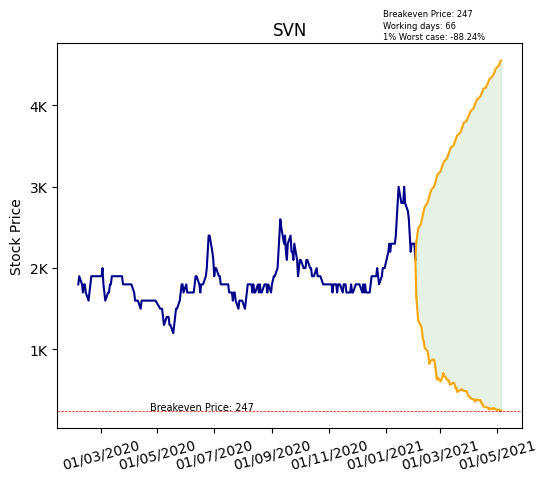 Breakeven Price: 247
Working days: 66
1% Worst case: -88.24%
SVN
Stock Price
4K
3K
2K
1K
Breakeven Price: 247
01/03/2020
01/05/2020
01/07/2020
01/09/2020
01/11/2020
01/01/2021
01/03/2021
01/05/2021